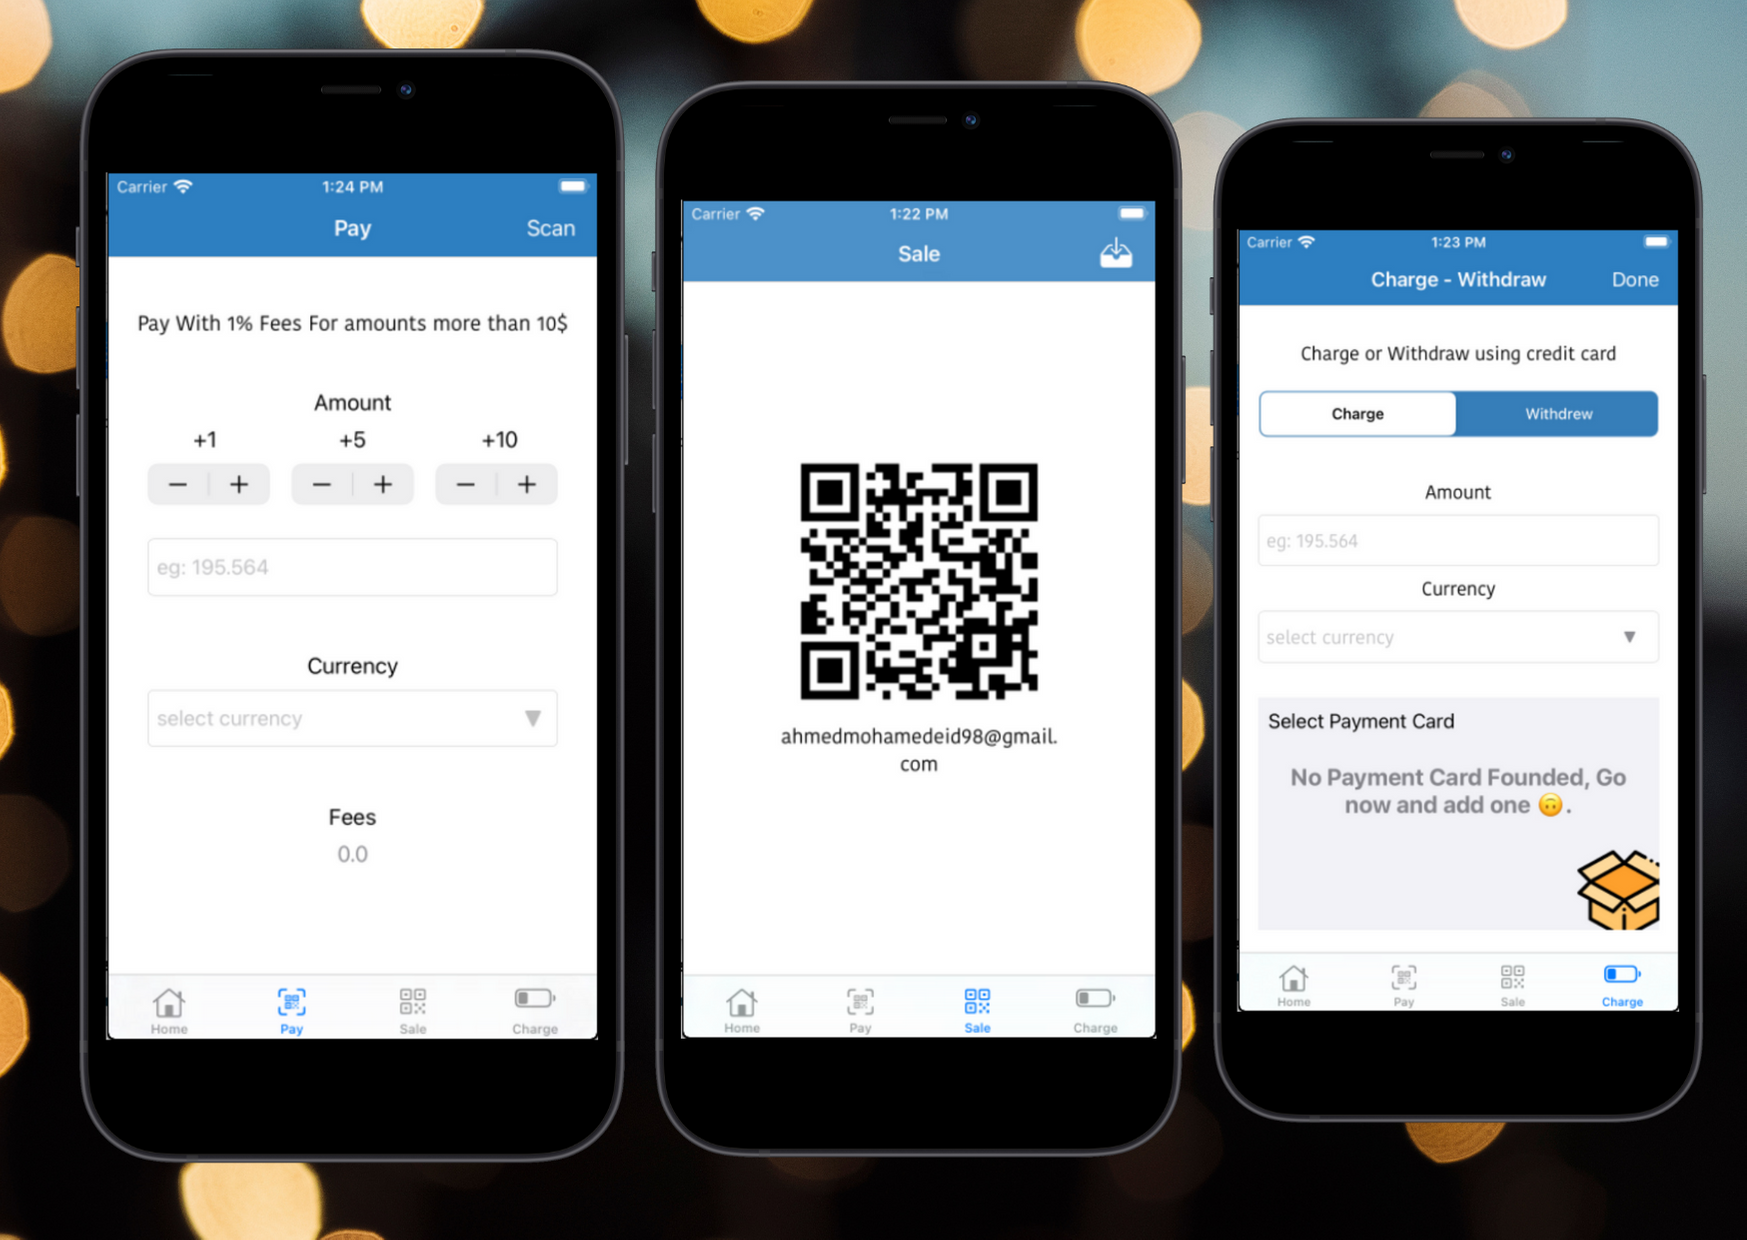 Carrier 1:24 PM
Pay Scan
Pay With 1% Fees For amounts more than 10$
Amount
+1 +5 +10
− + − + − +
eg: 195.564
Currency
select currency ▼
Fees
0.0
Home Pay Sale Charge
Carrier 1:22 PM
Sale
ahmedmohamedeid98@gmail.
com
Home Pay Sale Charge
Carrier 1:23 PM
Charge - Withdraw Done
Charge or Withdraw using credit card
Charge Withdrew
Amount
eg: 195.564
Currency
select currency ▼
Select Payment Card
No Payment Card Founded, Go
now and add one 🙃.
Home Pay Sale Charge